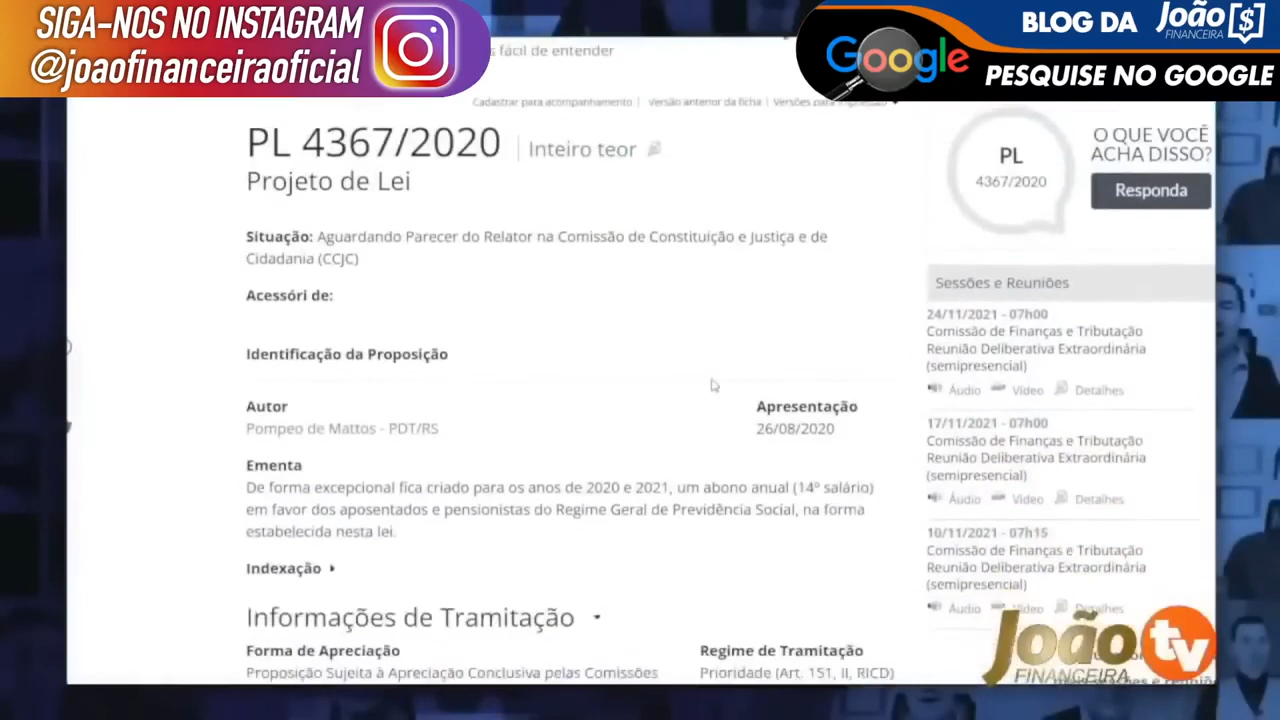 SIGA-NOS NO INSTAGRAM
@joaofinanceiraoficial
BLOG DA João
FINANCEIRA
Google
PESQUISE NO GOOGLE
s fácil de entender
Cadastrar para acompanhamento | Versão anterior da ficha | Versões para impressão
PL 4367/2020 | Inteiro teor
Projeto de Lei
Situação: Aguardando Parecer do Relator na Comissão de Constituição e Justiça e de
Cidadania (CCJC)
Acessóri de:
Identificação da Proposição
Autor
Pompeo de Mattos - PDT/RS
Apresentação
26/08/2020
Ementa
De forma excepcional fica criado para os anos de 2020 e 2021, um abono anual (14º salário)
em favor dos aposentados e pensionistas do Regime Geral de Previdência Social, na forma
estabelecida nesta lei.
Indexação
Informações de Tramitação
Forma de Apreciação
Proposição Sujeita à Apreciação Conclusiva pelas Comissões
Regime de Tramitação
Prioridade (Art. 151, II, RICD)
PL
4367/2020
O QUE VOCÊ
ACHA DISSO?
Responda
Sessões e Reuniões
24/11/2021 - 07h00
Comissão de Finanças e Tributação
Reunião Deliberativa Extraordinária
(semipresencial)
Áudio Vídeo Detalhes
17/11/2021 - 07h00
Comissão de Finanças e Tributação
Reunião Deliberativa Extraordinária
(semipresencial)
Áudio Vídeo Detalhes
10/11/2021 - 07h15
Comissão de Finanças e Tributação
Reunião Deliberativa Extraordinária
(semipresencial)
Áudio Vídeo Detalhes
João tv
FINANCEIRA